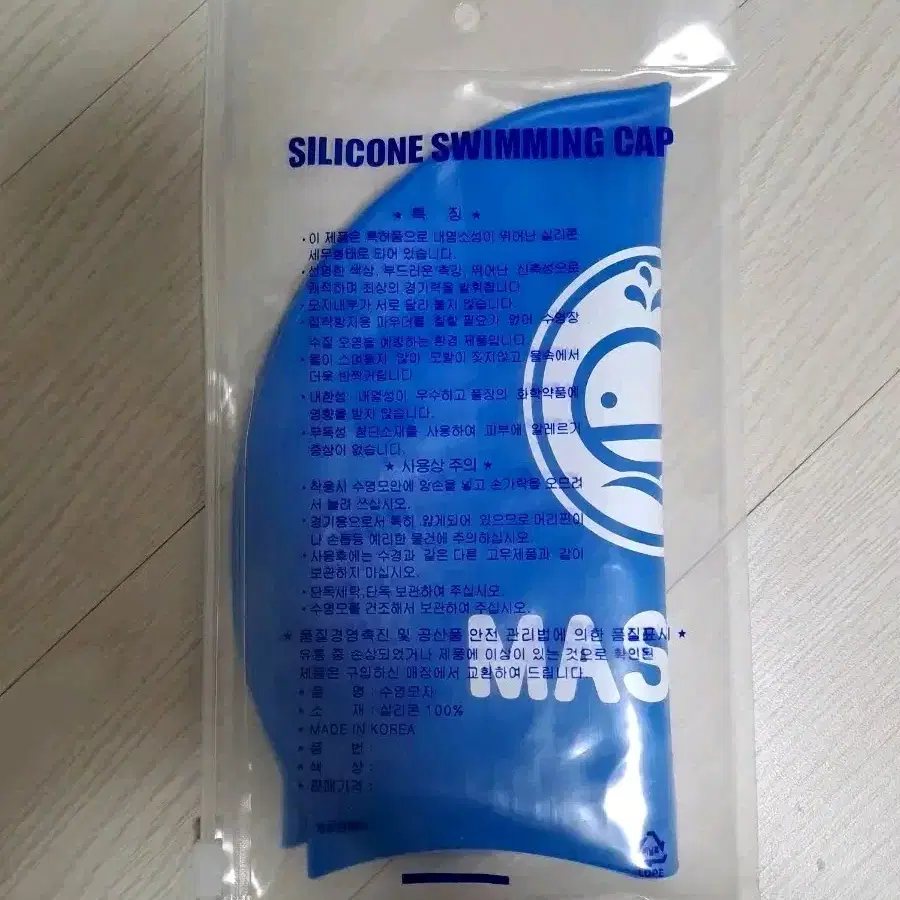 SILICONE SWIMMING CAP
★ 특 징 ★
• 이 제품은 특허품으로 내염소성이 뛰어난 실리콘
세무형태로 되어 있습니다.
• 선명한 색상, 부드러운 촉감, 뛰어난 신축성으로
쾌적하며 최상의 경기력을 발휘합니다.
• 모자내부가 서로 달라 붙지 않습니다.
• 접착방지용 파우더를 칠할 필요가 없어 수영장
수질 오염을 예방하는 환경 제품입니다.
• 물이 스며들지 않아 모발이 젖지않고 물속에서
더욱 반짝거립니다.
• 내한성 내열성이 우수하고 풀장의 화학약품에
영향을 받지 않습니다.
• 무독성 첨단소재를 사용하여 피부에 알레르기
증상이 없습니다.
★ 사용상 주의 ★
• 착용시 수영모안에 양손을 넣고 손가락을 오므려
서 눌려 쓰십시오.
• 경기용으로서 특히 얇게되어 있으므로 머리핀이
나 손톱등 예리한 물건에 주의하십시오.
• 사용후에는 수경과 같은 다른 고무제품과 같이
보관하지 마십시오.
• 단독세탁,단독 보관하여 주십시오.
• 수영모를 건조해서 보관하여 주십시오.
★ 품질경영촉진 및 공산품 안전 관리법에 의한 품질표시 ★
유통 중 손상되었거나 제품에 이상이 있는 것으로 확인된
제품은 구입하신 매장에서 교환하여 드립니다.
★ 품 명 : 수영모자
★ 소 재 : 실리콘 100%
★ MADE IN KOREA
★ 품 번 :
★ 색 상 :
★ 판매가격 :
MAS
LDPE